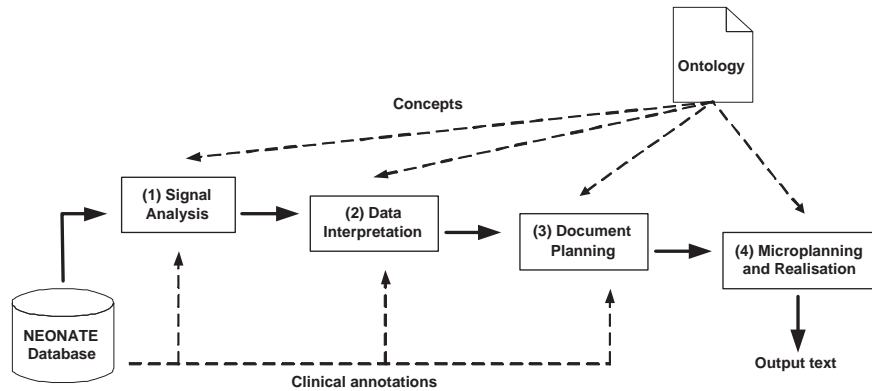 Ontology
Concepts
(1) Signal
Analysis
(2) Data
Interpretation
(3) Document
Planning
(4) Microplanning
and Realisation
NEONATE
Database
Clinical annotations
Output text